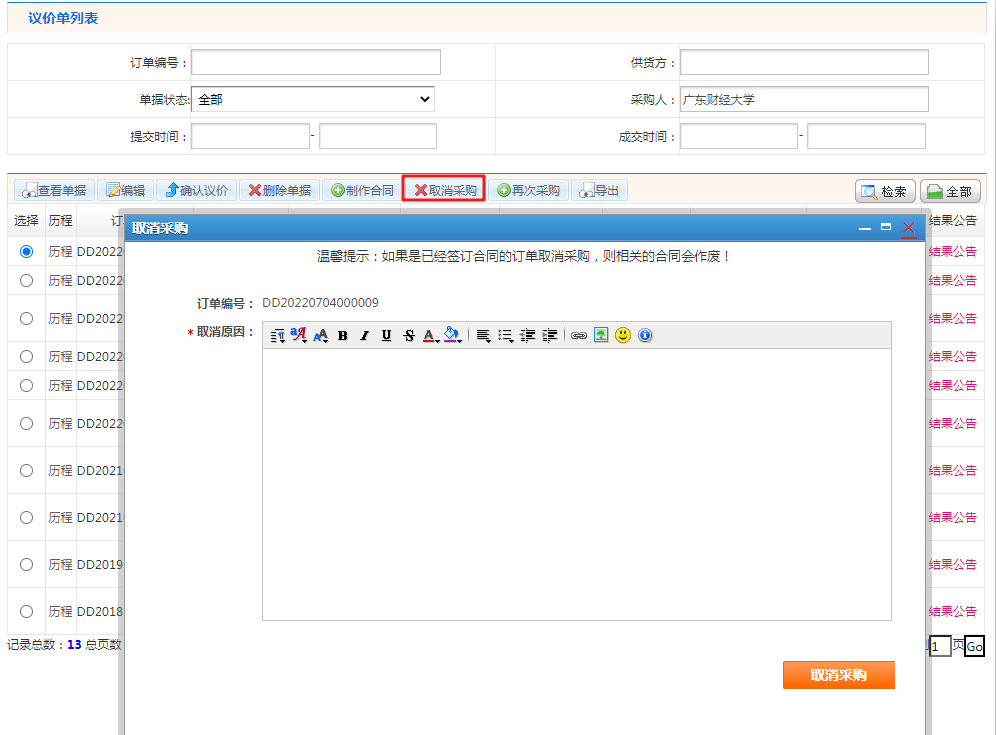 议价单列表
订单编号： 供货方：
单据状态: 全部 采购人： 广东财经大学
提交时间： - 成交时间： -
查看单据 编辑 确认议价 删除单据 制作合同 取消采购 再次采购 导出 检索 全部
选择 历程 结果公告
取消采购
温馨提示：如果是已经签订合同的订单取消采购，则相关的合同会作废！
历程 DD2022 结果公告
历程 DD2022 结果公告
订单编号： DD20220704000009
历程 DD2022 结果公告
* 取消原因：
历程 DD2022 结果公告
历程 DD2022 结果公告
历程 DD2022 结果公告
历程 DD2021 结果公告
历程 DD2021 结果公告
历程 DD2019 结果公告
历程 DD2018 结果公告
记录总数：13 总页数 1 页 Go
取消采购